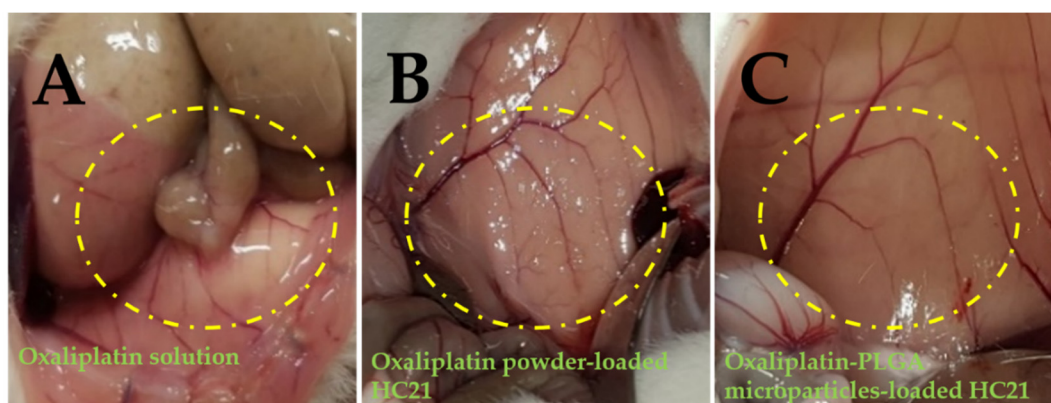 A
B
C
Oxaliplatin solution
Oxaliplatin powder-loaded
HC21
Oxaliplatin-PLGA
microparticles-loaded HC21